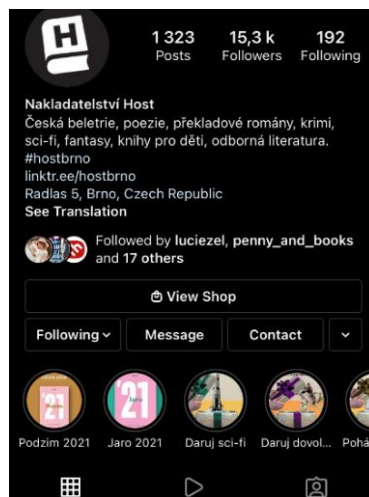 H
1 323 15,3 k 192
Posts Followers Following
Nakladatelství Host
Česká beletrie, poezie, překladové romány, krimi,
sci-fi, fantasy, knihy pro děti, odborná literatura.
#hostbrno
linktr.ee/hostbrno
Radlas 5, Brno, Czech Republic
See Translation
Followed by luciezel, penny_and_books
and 17 others
View Shop
Following Message Contact
'21 '21
Podzim 2021 Jaro 2021 Daruj sci-fi Daruj dovol... Pohá